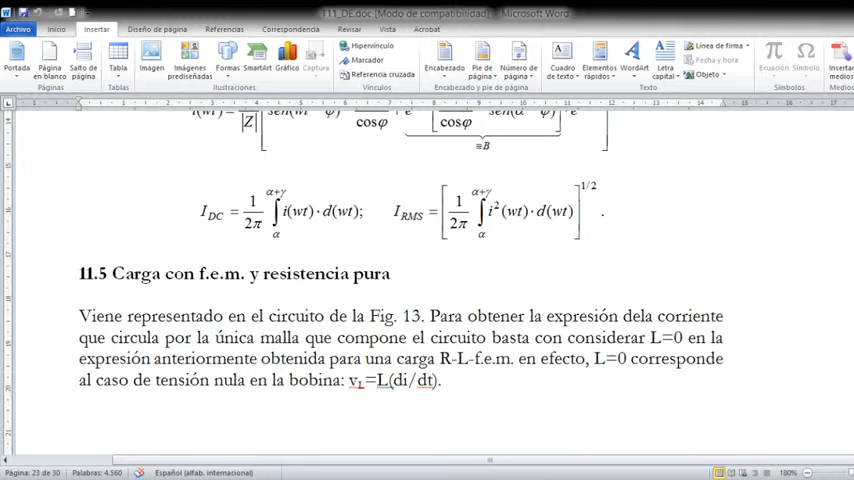 T11_DE.doc [Modo de compatibilidad] - Microsoft Word
Archivo Inicio Insertar Diseño de página Referencias Correspondencia Revisar Vista Acrobat
Portada Página en blanco Salto de página
Páginas
Tabla
Tablas
Imagen Imágenes prediseñadas Formas SmartArt Gráfico Captura
Ilustraciones
Hipervínculo
Marcador
Referencia cruzada
Vínculos
Encabezado Pie de página Número de página
Encabezado y pie de página
Cuadro de texto Elementos rápidos WordArt Letra capital
Línea de firma
Fecha y hora
Objeto
Texto
Ecuación Símbolo
Símbolos
Insertar
cosφ cosφ
|Z|
≡B
I_DC = 1/2π ∫_α^{α+γ} i(wt)·d(wt); I_RMS = [1/2π ∫_α^{α+γ} i²(wt)·d(wt)]^{1/2}.
11.5 Carga con f.e.m. y resistencia pura
Viene representado en el circuito de la Fig. 13. Para obtener la expresión dela corriente
que circula por la única malla que compone el circuito basta con considerar L=0 en la
expresión anteriormente obtenida para una carga R-L-f.e.m. en efecto, L=0 corresponde
al caso de tensión nula en la bobina: v_L=L(di/dt).
Página: 23 de 30 Palabras: 4.560 Español (alfab. internacional) 180%